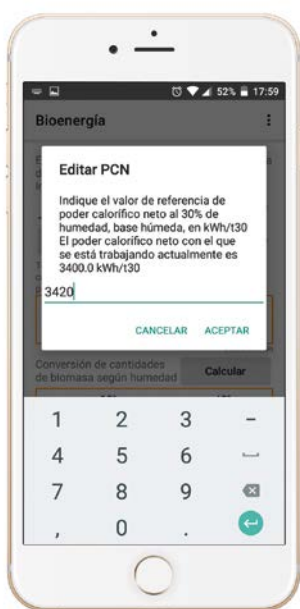 52% 17:59
Bioenergía
Editar PCN
Indique el valor de referencia de
poder calorífico neto al 30% de
humedad, base húmeda, en kWh/t30
El poder calorífico neto con el que
se está trabajando actualmente es
3400.0 kWh/t30
3420
CANCELAR ACEPTAR
Conversión de cantidades
de biomasa según humedad
Calcular
1 2 3 -
4 5 6
7 8 9
, 0 .